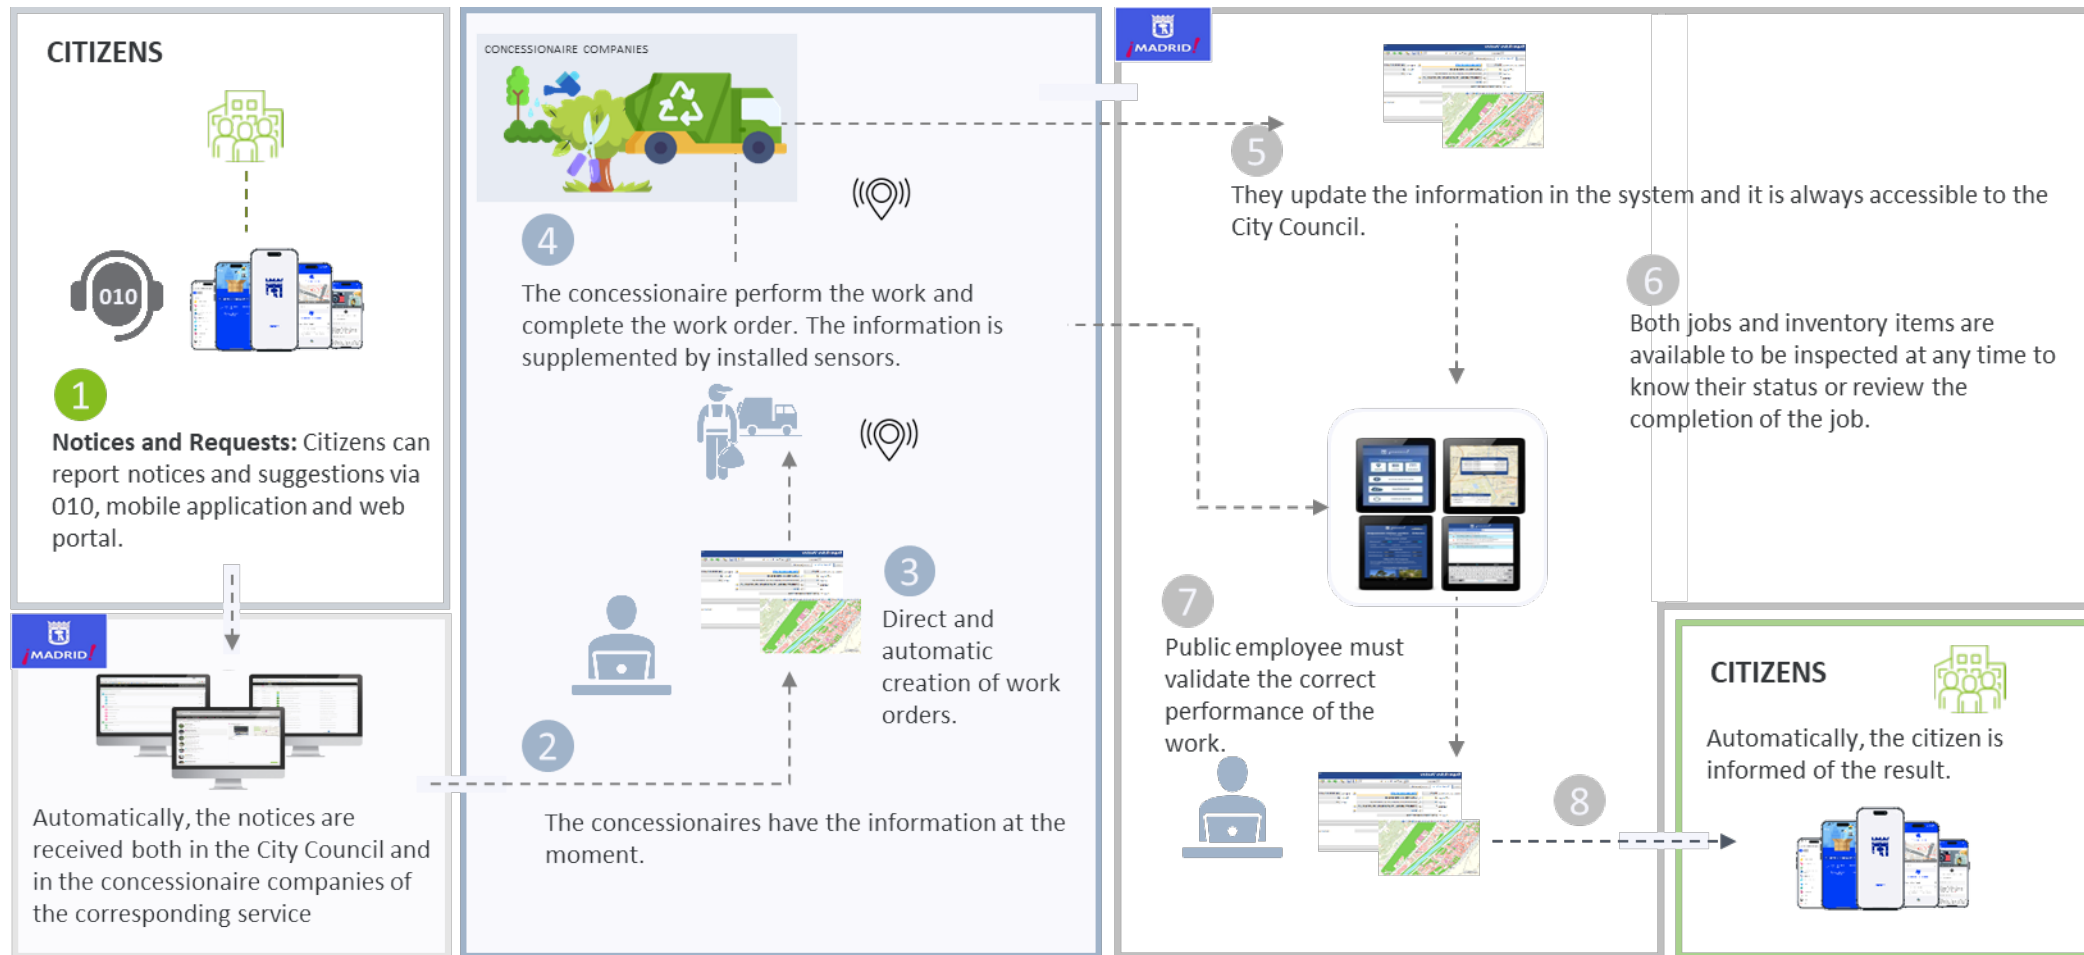 CITIZENS
010
1
Notices and Requests: Citizens can
report notices and suggestions via
010, mobile application and web
portal.
¡MADRID!
Automatically, the notices are
received both in the City Council and
in the concessionaire companies of
the corresponding service
CONCESSIONAIRE COMPANIES
4
The concessionaire perform the work and
complete the work order. The information is
supplemented by installed sensors.
3
Direct and
automatic
creation of work
orders.
2
The concessionaires have the information at the
moment.
¡MADRID!
5
They update the information in the system and it is always accessible to the
City Council.
6
Both jobs and inventory items are
available to be inspected at any time to
know their status or review the
completion of the job.
7
Public employee must
validate the correct
performance of the
work.
8
CITIZENS
Automatically, the citizen is
informed of the result.